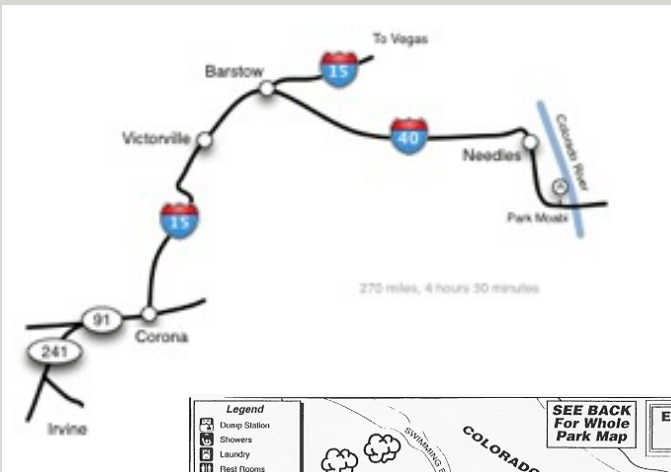 To Vegas
15
Barstow
Victorville
40
Needles
Colorado River
Park Moabi
15
270 miles, 4 hours 30 minutes
91
Corona
241
Irvine
Legend
Dump Station
Showers
Laundry
Rest Rooms
SWIMMING
COLORADO
SEE BACK
For Whole
Park Map